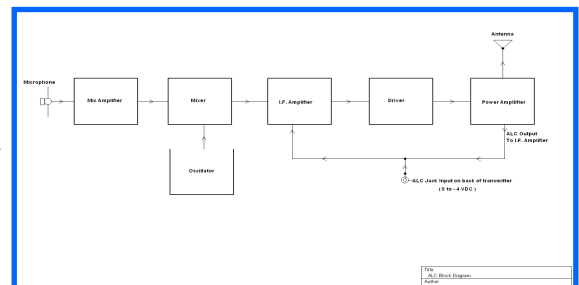 Antenna
Microphone
Mic Amplifier
Mixer
I.F. Amplifier
Driver
Power Amplifier
ALC Output
To I.F. Amplifier
Oscillator
ALC Jack Input on back of transmitter
( 0 to - 4 VDC )
Title
ALC Block Diagram
Author